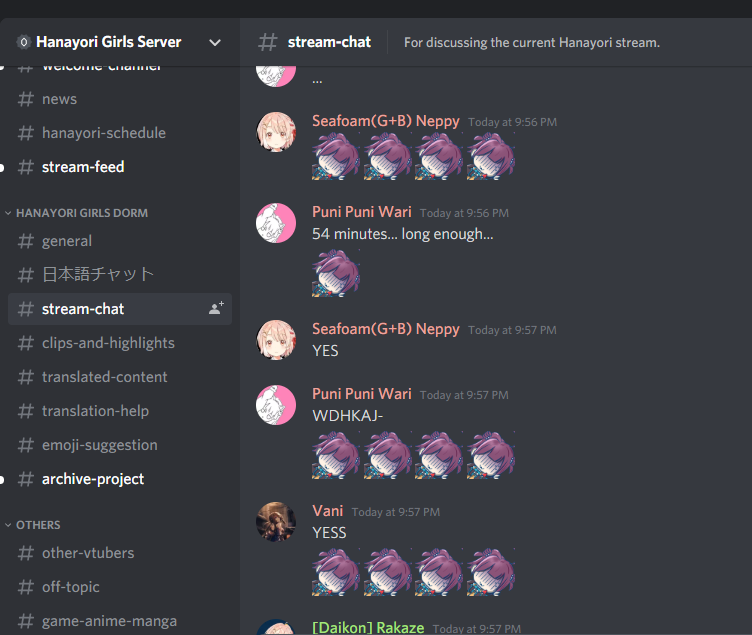 Hanayori Girls Server
welcome-channel
news
hanayori-schedule
stream-feed
HANAYORI GIRLS DORM
general
日本語チャット
stream-chat
clips-and-highlights
translated-content
translation-help
emoji-suggestion
archive-project
OTHERS
other-vtubers
off-topic
game-anime-manga
stream-chat
For discussing the current Hanayori stream.
...
Seafoam(G+B) Neppy Today at 9:56 PM
Puni Puni Wari Today at 9:56 PM
54 minutes... long enough...
Seafoam(G+B) Neppy Today at 9:57 PM
YES
Puni Puni Wari Today at 9:57 PM
WDHKAJ-
Vani Today at 9:57 PM
YESS
[Daikon] Rakaze Today at 9:57 PM